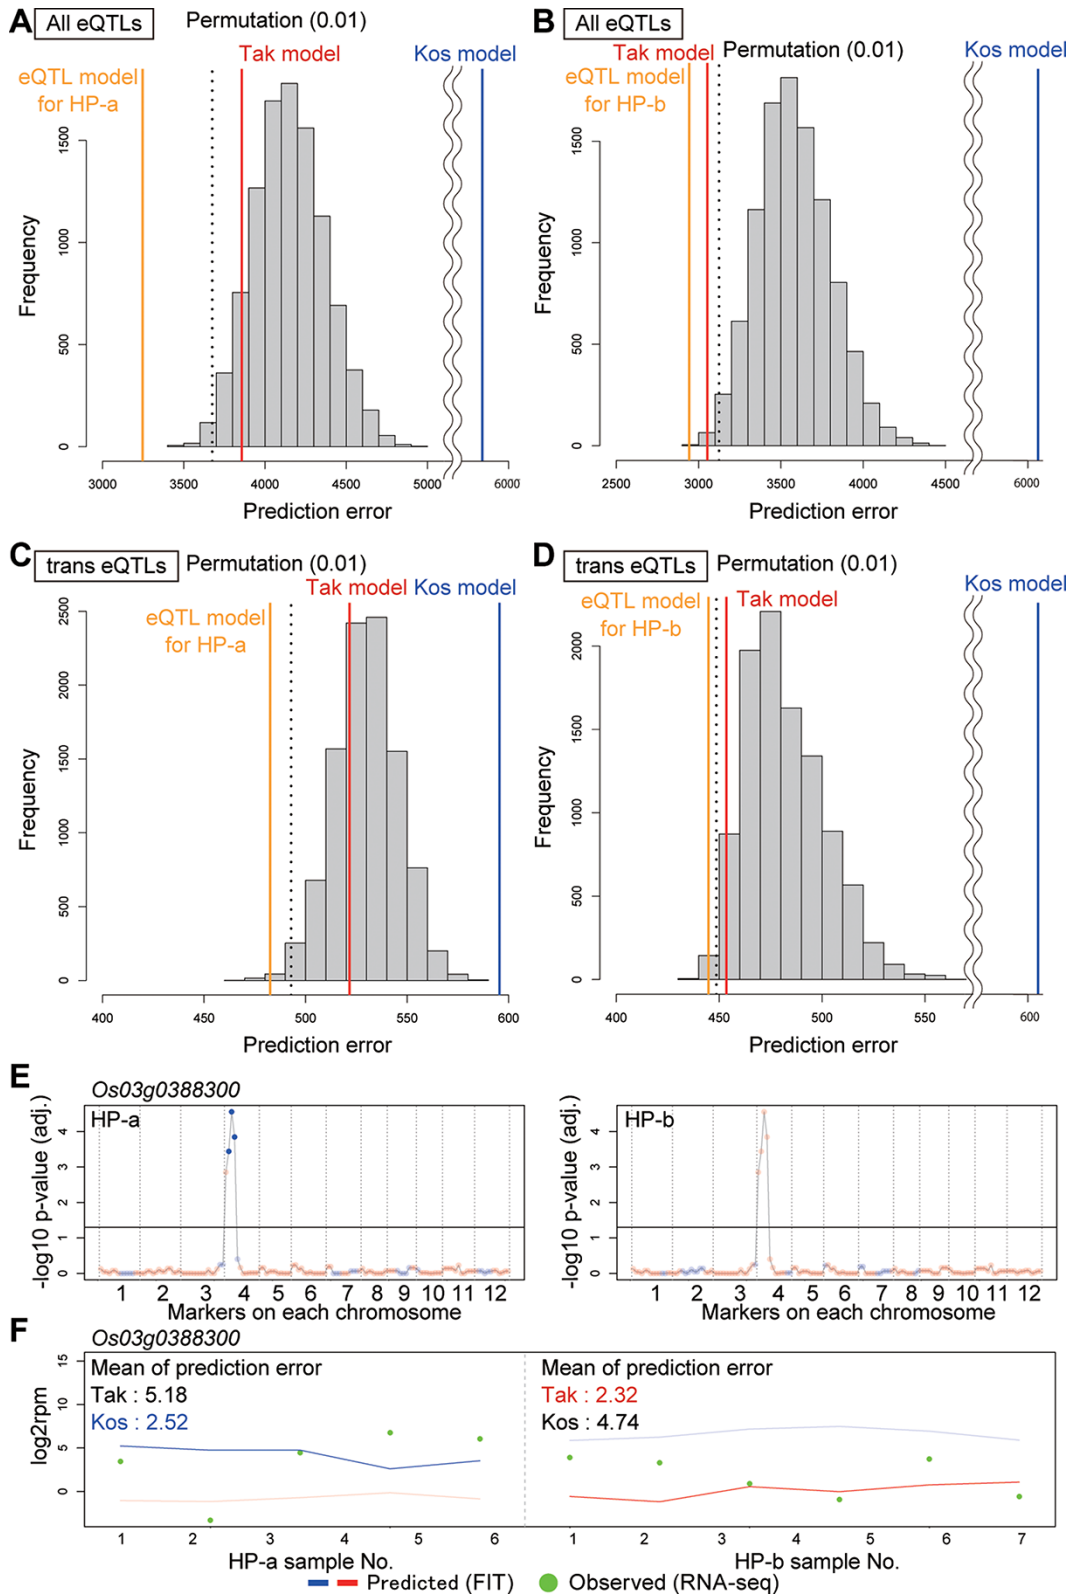 A All eQTLs Permutation (0.01)
Tak model Kos model
eQTL model
for HP-a
Frequency
0 500 1000 1500
3000 3500 4000 4500 5000 6000
Prediction error
B All eQTLs
Tak model Permutation (0.01) Kos model
eQTL model
for HP-b
Frequency
0 500 1000 1500
2500 3000 3500 4000 4500 6000
Prediction error
C trans eQTLs Permutation (0.01)
Tak model Kos model
eQTL model
for HP-a
Frequency
0 500 1000 1500 2000 2500
400 450 500 550 600
Prediction error
D trans eQTLs Permutation (0.01)
Kos model
eQTL model Tak model
for HP-b
Frequency
0 500 1000 1500 2000
400 450 500 550 600
Prediction error
E Os03g0388300
HP-a
-log10 p-value (adj.)
0 1 2 3 4
1 2 3 4 5 6 7 8 9 10 11 12
Markers on each chromosome
HP-b
-log10 p-value (adj.)
0 1 2 3 4
1 2 3 4 5 6 7 8 9 10 11 12
Markers on each chromosome
F Os03g0388300
log2rpm
0 5 10 15
Mean of prediction error
Tak : 5.18
Kos : 2.52
1 2 3 4 5 6
HP-a sample No.
Mean of prediction error
Tak : 2.32
Kos : 4.74
1 2 3 4 5 6 7
HP-b sample No.
Predicted (FIT) Observed (RNA-seq)